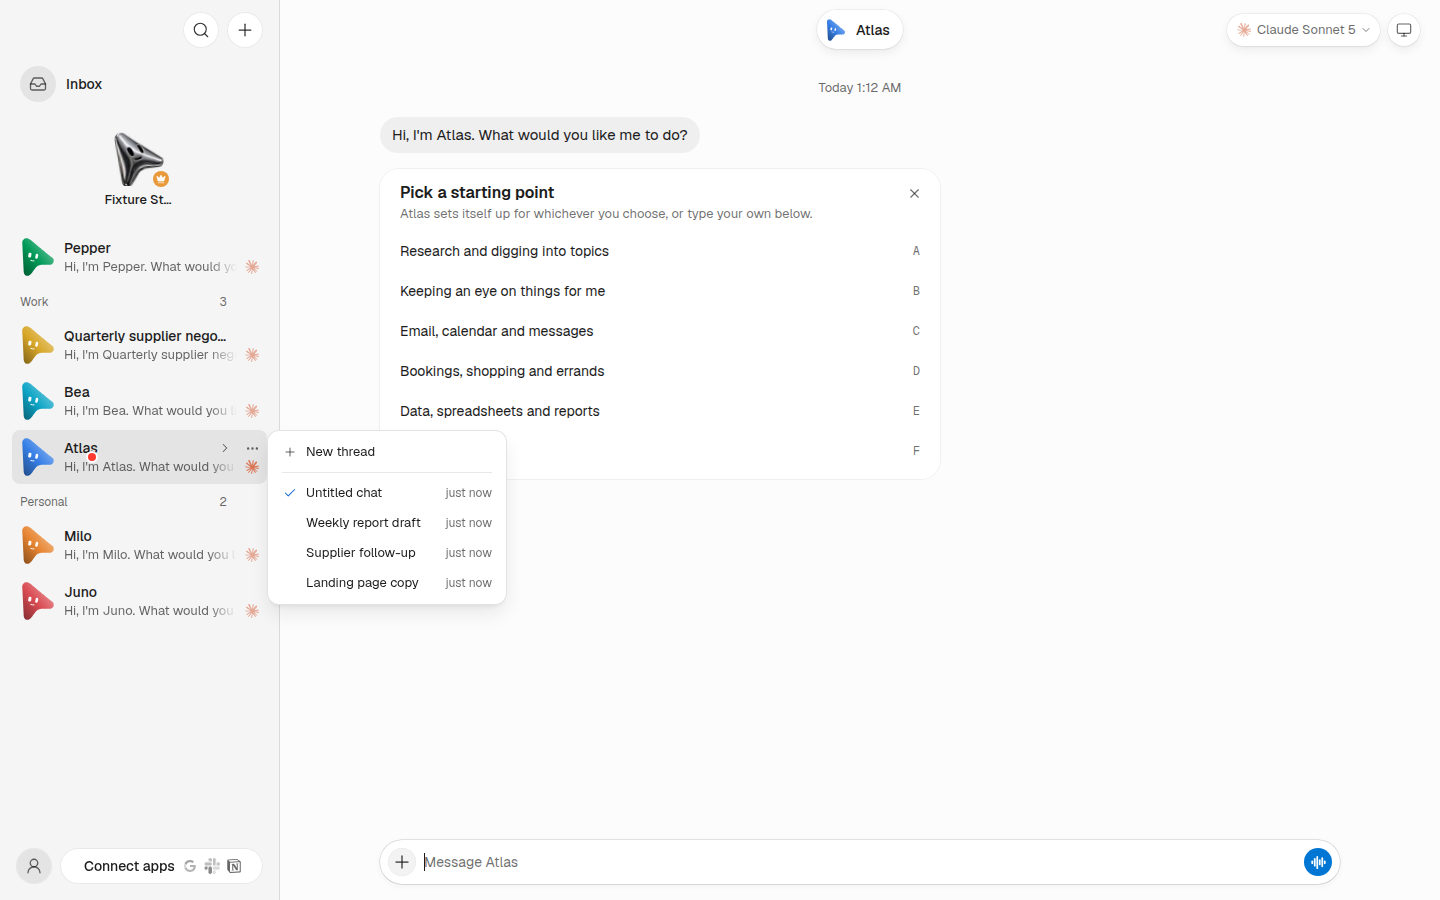 Inbox
Fixture St...
Pepper
Hi, I'm Pepper. What would yo
Work 3
Quarterly supplier nego...
Hi, I'm Quarterly supplier neg
Bea
Hi, I'm Bea. What would you b
Atlas
Hi, I'm Atlas. What would you
Personal 2
Milo
Hi, I'm Milo. What would you l
Juno
Hi, I'm Juno. What would you
Connect apps
Atlas
Claude Sonnet 5
Today 1:12 AM
Hi, I'm Atlas. What would you like me to do?
Pick a starting point
Atlas sets itself up for whichever you choose, or type your own below.
Research and digging into topics A
Keeping an eye on things for me B
Email, calendar and messages C
Bookings, shopping and errands D
Data, spreadsheets and reports E
F
New thread
Untitled chat just now
Weekly report draft just now
Supplier follow-up just now
Landing page copy just now
Message Atlas